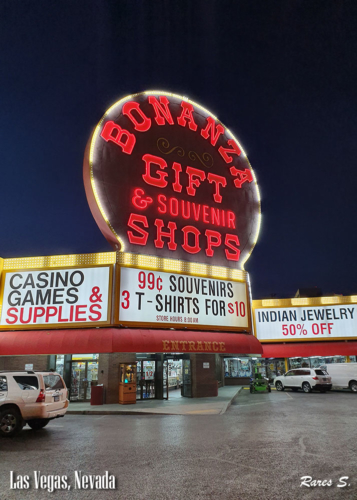 BONANZA
GIFT
& SOUVENIR
SHOPS
CASINO
GAMES &
SUPPLIES
99¢ SOUVENIRS
3 T-SHIRTS FOR $10
INDIAN JEWELRY
50% OFF
ENTRANCE
Las Vegas, Nevada
Rares S.